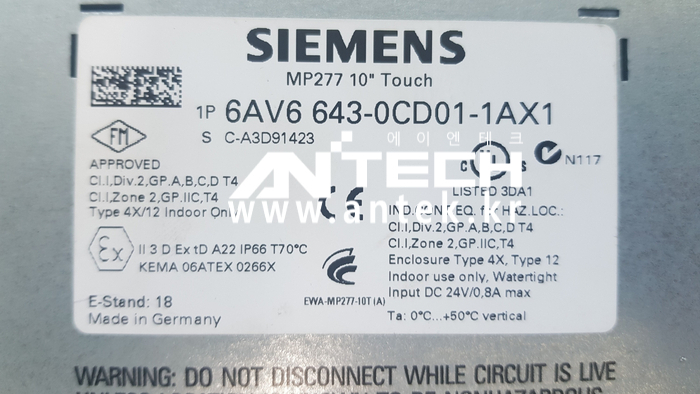 SIEMENS
MP277 10" Touch
1P 6AV6 643-0CD01-1AX1
S C-A3D91423
에이엔테크
ANTECH
www.antek.kr
FM
APPROVED
Cl.I,Div.2,GP.A,B,C,D T4
Cl.I,Zone 2,GP.IIC,T4
Type 4X/12 Indoor Only
C UL US
LISTED 3DA1
N117
IND.CONT.EQ. f. HAZ.LOC.:
Cl.I,Div.2,GP.A,B,C,D T4
Cl.I,Zone 2,GP.IIC,T4
Enclosure Type 4X, Type 12
Indoor use only, Watertight
Input DC 24V/0,8A max
Ta: 0°C...+50°C vertical
CE
Ex
II 3 D Ex tD A22 IP66 T70°C
KEMA 06ATEX 0266X
EWA-MP277-10T (A)
E-Stand: 18
Made in Germany
WARNING: DO NOT DISCONNECT WHILE CIRCUIT IS LIVE